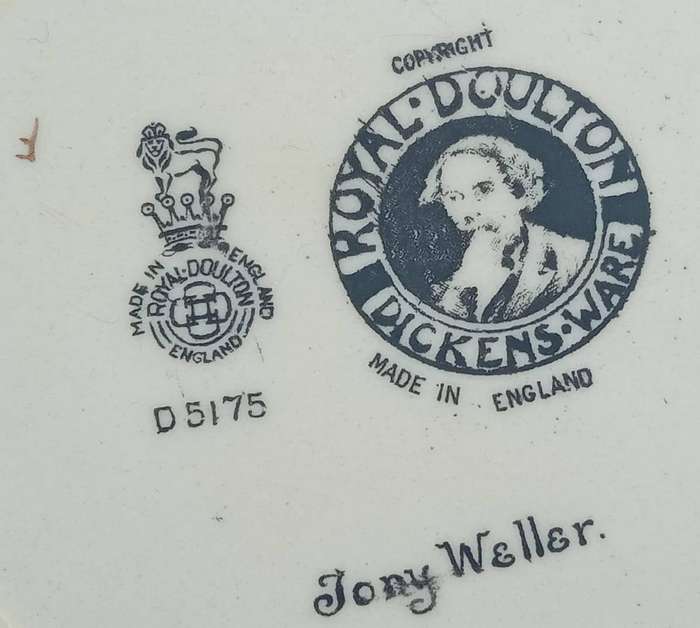 COPYRIGHT
ROYAL·DOULTON
DICKENS·WARE
MADE IN ENGLAND
MADE IN ENGLAND
ROYAL·DOULTON
ENGLAND
D 5175
Tony Weller.